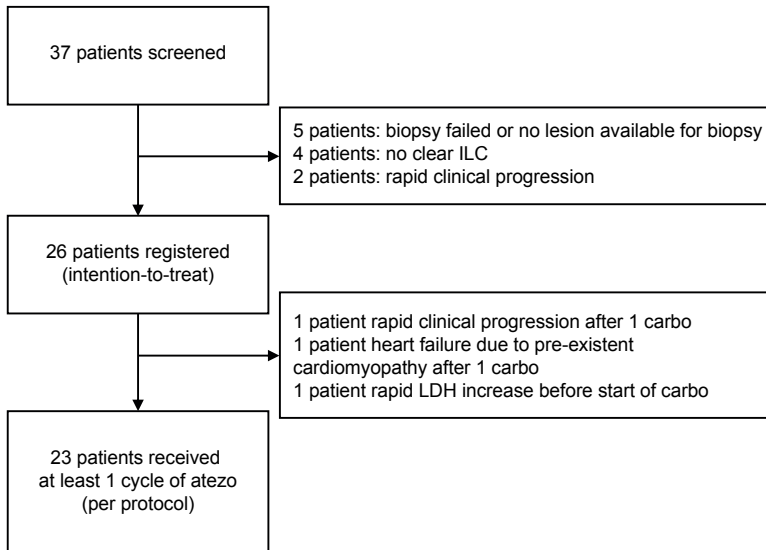 37 patients screened
5 patients: biopsy failed or no lesion available for biopsy
4 patients: no clear ILC
2 patients: rapid clinical progression
26 patients registered
(intention-to-treat)
1 patient rapid clinical progression after 1 carbo
1 patient heart failure due to pre-existent
cardiomyopathy after 1 carbo
1 patient rapid LDH increase before start of carbo
23 patients received
at least 1 cycle of atezo
(per protocol)